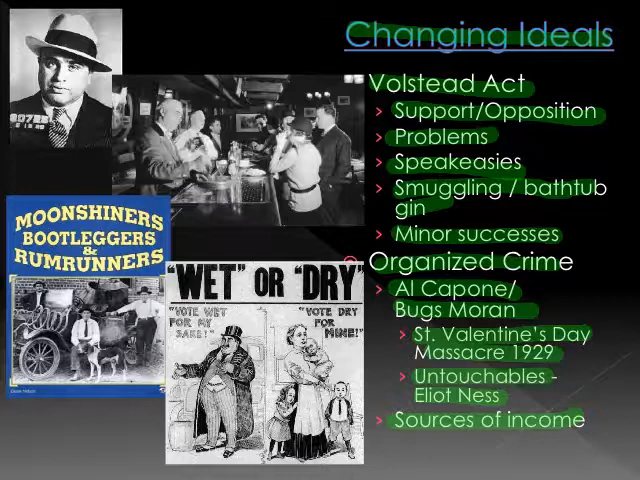 Changing Ideals
Volstead Act
› Support/Opposition
› Problems
› Speakeasies
› Smuggling / bathtub
gin
› Minor successes
Organized Crime
› Al Capone/
Bugs Moran
› St. Valentine's Day
Massacre 1929
› Untouchables -
Eliot Ness
› Sources of income
MOONSHINERS
BOOTLEGGERS
&
RUMRUNNERS
"WET" OR "DRY"
"VOTE WET
FOR MY
SAKE!"
"VOTE DRY
FOR
MINE!"